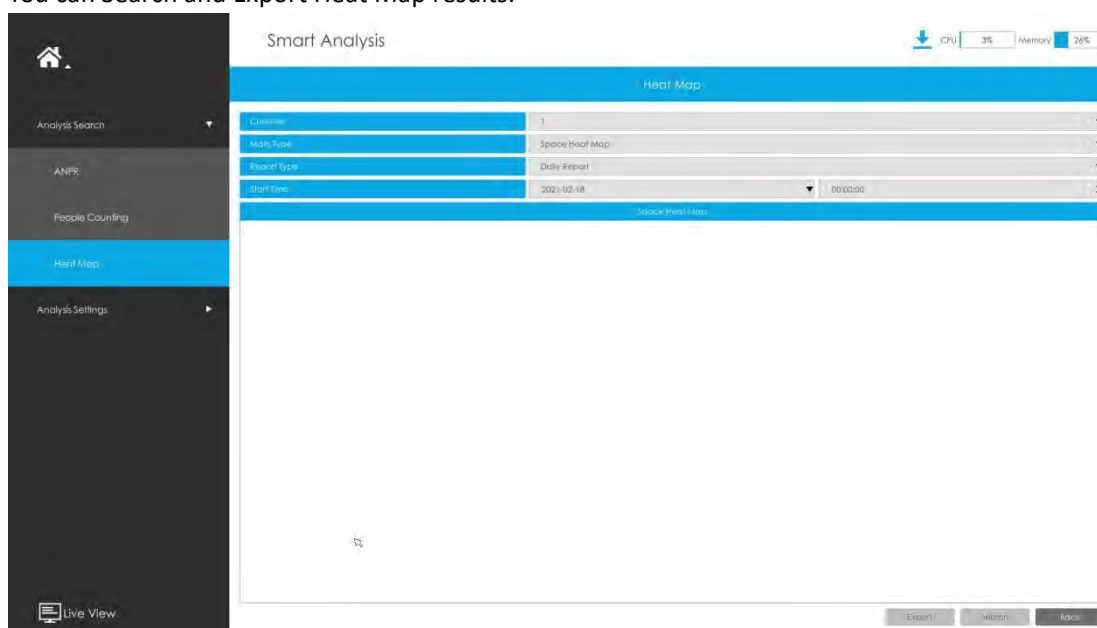 You can Search and Export Heat Map results.
Smart Analysis
CPU 3% Memory 26%
Heat Map
Analysis Search
Channel 1
Main Type Space Heat Map
Report Type Daily Report
Start Time 2021-02-18 00:00:00
Space Heat Map
ANPR
People Counting
Heat Map
Analysis Settings
Live View
Export Search Back